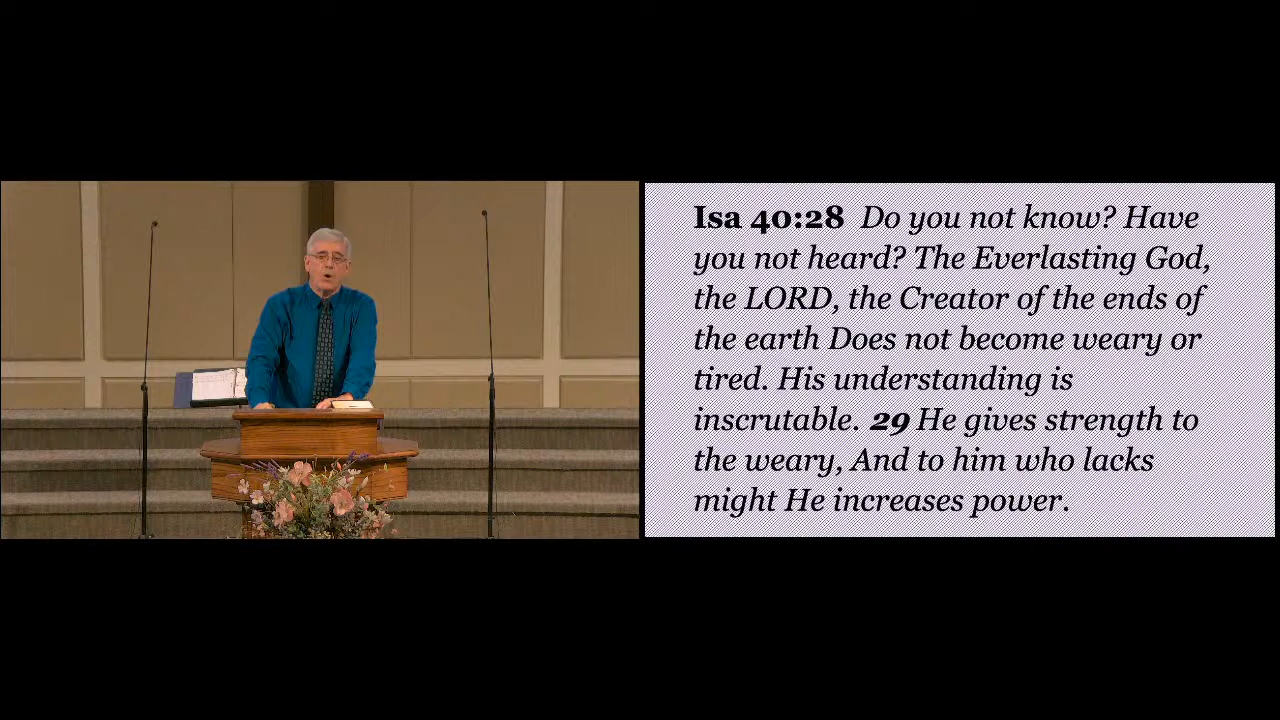 Isa 40:28 Do you not know? Have
you not heard? The Everlasting God,
the LORD, the Creator of the ends of
the earth Does not become weary or
tired. His understanding is
inscrutable. 29 He gives strength to
the weary, And to him who lacks
might He increases power.